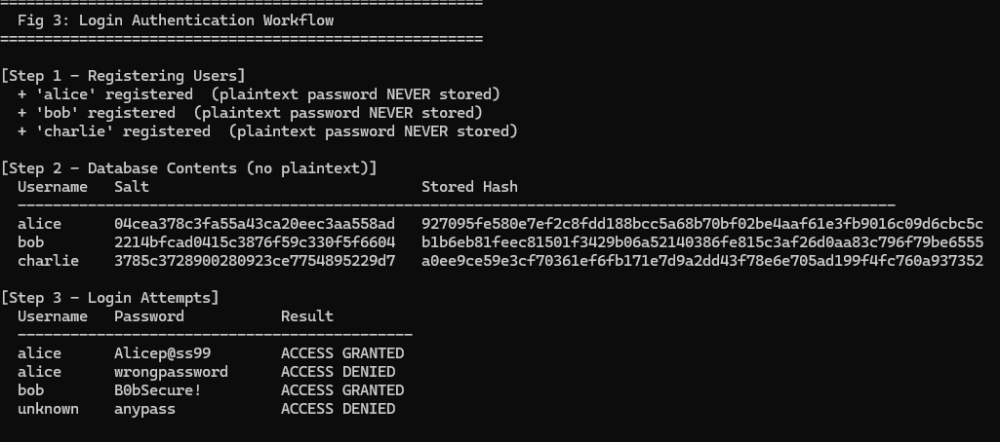 Fig 3: Login Authentication Workflow
[Step 1 - Registering Users]
+ 'alice' registered (plaintext password NEVER stored)
+ 'bob' registered (plaintext password NEVER stored)
+ 'charlie' registered (plaintext password NEVER stored)
[Step 2 - Database Contents (no plaintext)]
Username Salt Stored Hash
alice 04cea378c3fa55a43ca20eec3aa558ad 927095fe580e7ef2c8fdd188bcc5a68b70bf02be4aaf61e3fb9016c09d6cbc5c
bob 2214bfcad0415c3876f59c330f5f6604 b1b6eb81feec81501f3429b06a52140386fe815c3af26d0aa83c796f79be6555
charlie 3785c3728900280923ce7754895229d7 a0ee9ce59e3cf70361ef6fb171e7d9a2dd43f78e6e705ad199f4fc760a937352
[Step 3 - Login Attempts]
Username Password Result
alice Alicep@ss99 ACCESS GRANTED
alice wrongpassword ACCESS DENIED
bob B0bSecure! ACCESS GRANTED
unknown anypass ACCESS DENIED